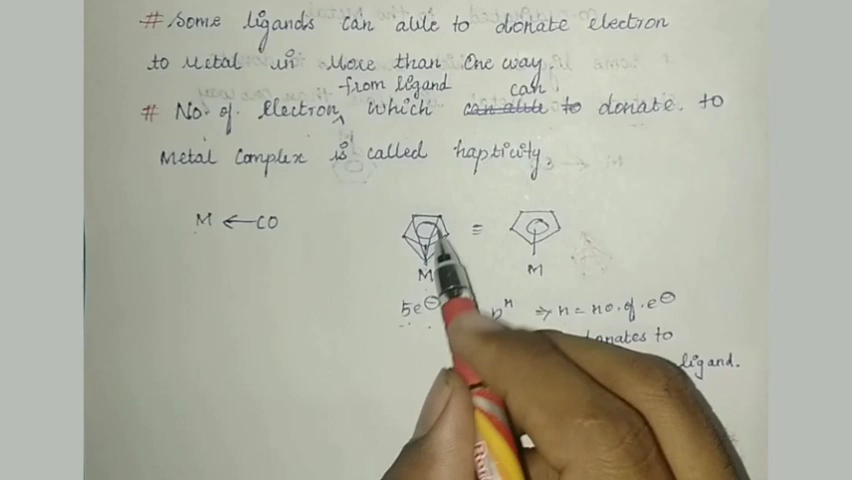 # Some ligands can able to donate electron
to Metal in More than One way.
from ligand can
# No. of electron ‸ which can able to donate. to
Metal Complex is called hapticity.
M ← CO ≡
M M
5e⊖ ⇒ n = no. of. e⊖
donates to
ligand.